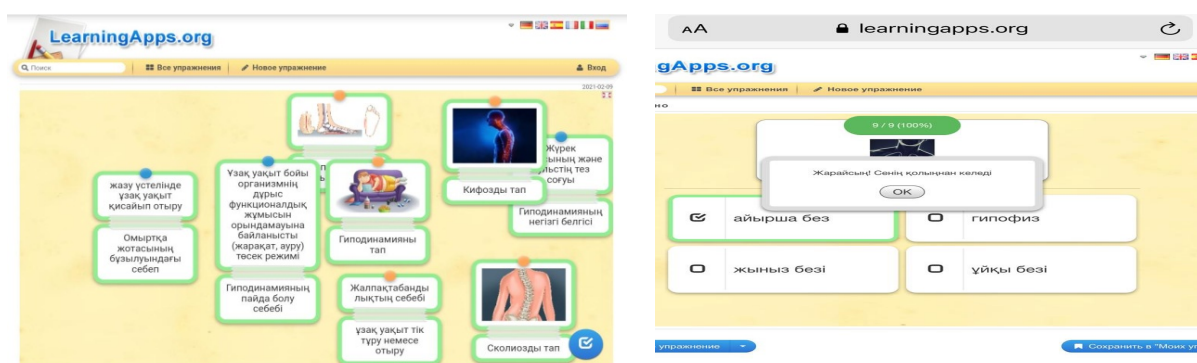 LearningApps.org
Поиск
Все упражнения
Новое упражнение
Вход
2021-02-09
жазу үстелінде
ұзақ уақыт
қисайып отыру
Омыртқа
жотасының
бұзылуындағы
себеп
Ұзақ уақыт бойы
организмнің
дұрыс
функционалдық
жұмысын
орындамауына
байланысты
(жарақат, ауру)
төсек режимі
Гиподинамияның
пайда болу
себебі
Гиподинамияны
тап
Жалпақтабанды
лықтың себебі
ұзақ уақыт тік
тұру немесе
отыру
Кифозды тап
Жүрек
ының және
тез
соғуы
Гиподинамияның
негізгі белгісі
Сколиозды тап
AA
learningapps.org
gApps.org
Все упражнения
Новое упражнение
но
9 / 9 (100%)
Жарайсың! Сенің қолыңнан келеді
OK
айырша без
гипофиз
жыныз безі
ұйқы безі
упражнение
Сохранить в "Моих уп